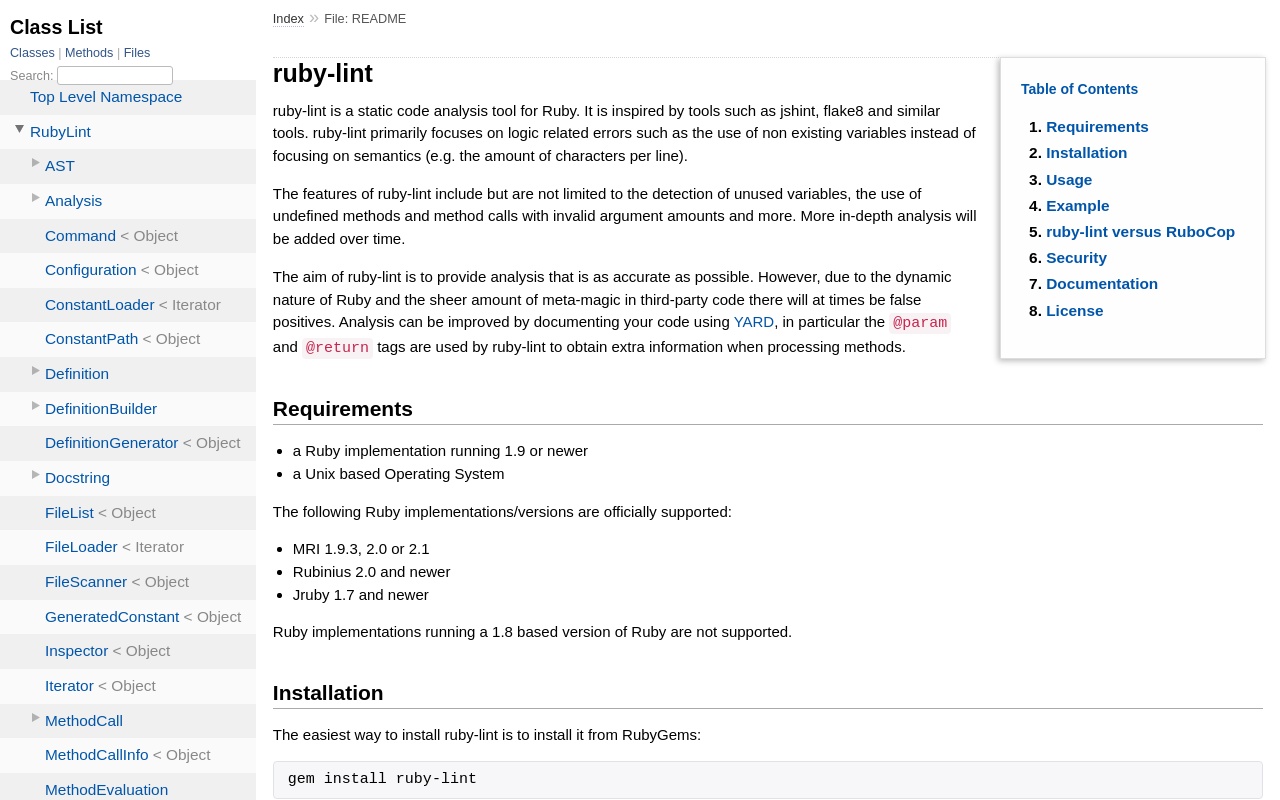 Class List
Classes | Methods | Files
Search:
Top Level Namespace
RubyLint
AST
Analysis
Command < Object
Configuration < Object
ConstantLoader < Iterator
ConstantPath < Object
Definition
DefinitionBuilder
DefinitionGenerator < Object
Docstring
FileList < Object
FileLoader < Iterator
FileScanner < Object
GeneratedConstant < Object
Inspector < Object
Iterator < Object
MethodCall
MethodCallInfo < Object
MethodEvaluation
Index » File: README
ruby-lint
ruby-lint is a static code analysis tool for Ruby. It is inspired by tools such as jshint, flake8 and similar
tools. ruby-lint primarily focuses on logic related errors such as the use of non existing variables instead of
focusing on semantics (e.g. the amount of characters per line).
The features of ruby-lint include but are not limited to the detection of unused variables, the use of
undefined methods and method calls with invalid argument amounts and more. More in-depth analysis will
be added over time.
The aim of ruby-lint is to provide analysis that is as accurate as possible. However, due to the dynamic
nature of Ruby and the sheer amount of meta-magic in third-party code there will at times be false
positives. Analysis can be improved by documenting your code using YARD, in particular the @param
and @return tags are used by ruby-lint to obtain extra information when processing methods.
Table of Contents
1. Requirements
2. Installation
3. Usage
4. Example
5. ruby-lint versus RuboCop
6. Security
7. Documentation
8. License
Requirements
• a Ruby implementation running 1.9 or newer
• a Unix based Operating System
The following Ruby implementations/versions are officially supported:
• MRI 1.9.3, 2.0 or 2.1
• Rubinius 2.0 and newer
• Jruby 1.7 and newer
Ruby implementations running a 1.8 based version of Ruby are not supported.
Installation
The easiest way to install ruby-lint is to install it from RubyGems:
gem install ruby-lint